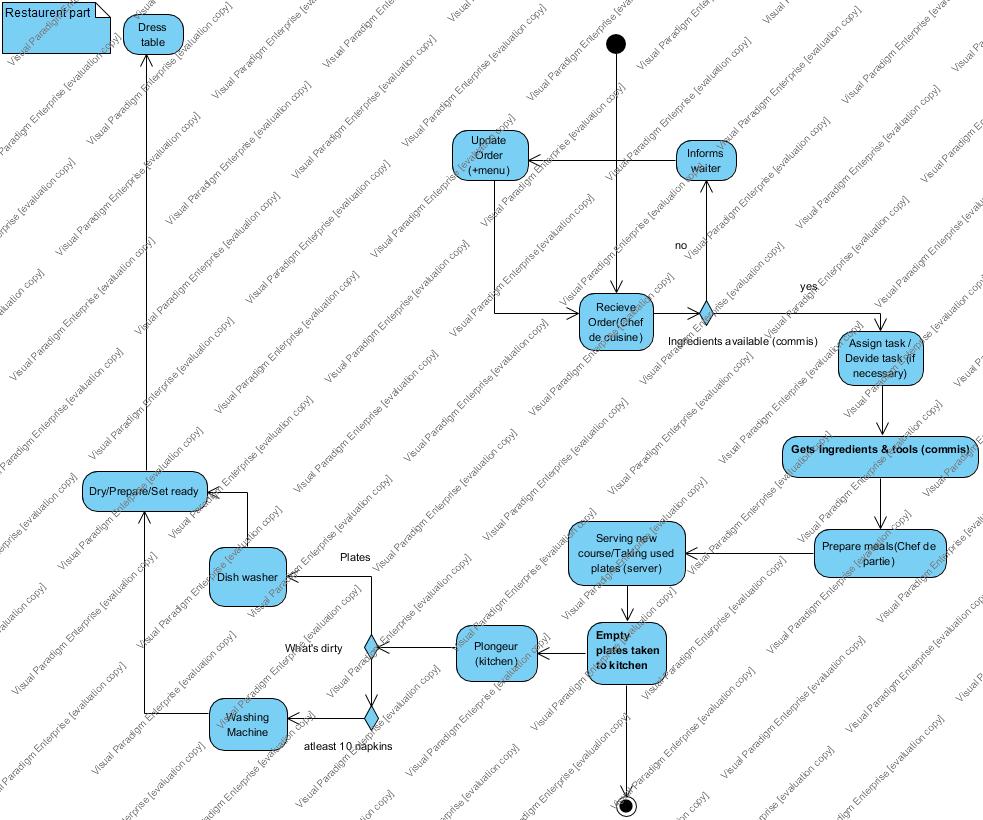 Restaurent part
Dress
table
Update
Order
(+menu)
Informs
waiter
no
yes
Recieve
Order(Chef
de cuisine)
Ingredients available (commis)
Assign task /
Devide task (if
necessary)
Gets ingredients & tools (commis)
Dry/Prepare/Set ready
Serving new
course/Taking used
plates (server)
Prepare meals(Chef de
partie)
Plates
Dish washer
What's dirty
Plongeur
(kitchen)
Empty
plates taken
to kitchen
Washing
Machine
atleast 10 napkins
Visual Paradigm Enterprise [evaluation copy]